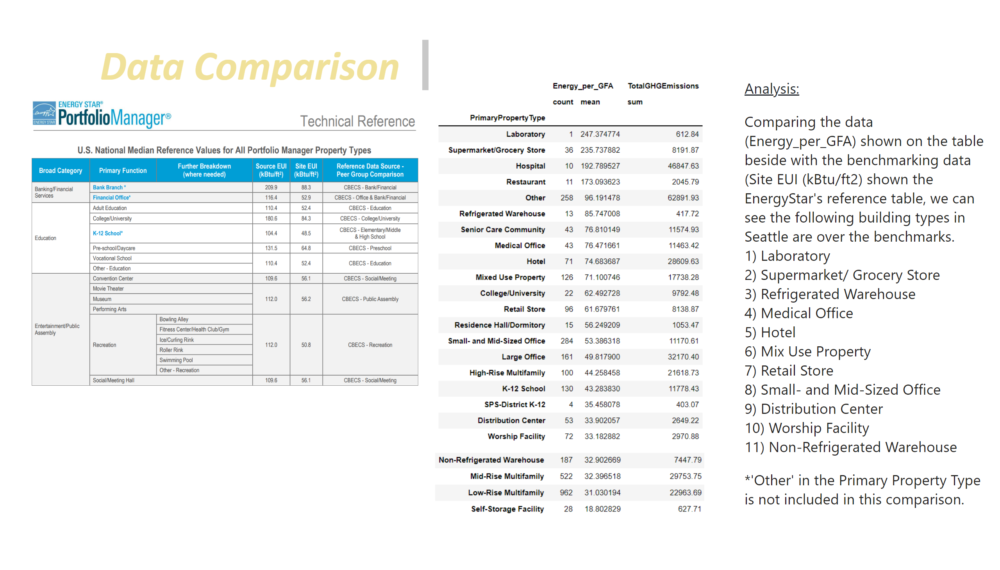 Data Comparison
ENERGY STAR®
PortfolioManager®
energy
ENERGY STAR
Technical Reference
U.S. National Median Reference Values for All Portfolio Manager Property Types
Broad Category Primary Function Further Breakdown (where needed) Source EUI (kBtu/ft²) Site EUI (kBtu/ft²) Reference Data Source - Peer Group Comparison
Banking/Financial Services Bank Branch * 209.9 88.3 CBECS - Bank/Financial
Financial Office* 116.4 52.9 CBECS - Office & Bank/Financial
Education Adult Education 110.4 52.4 CBECS - Education
College/University 180.6 84.3 CBECS - College/University
K-12 School* 104.4 48.5 CBECS - Elementary/Middle & High School
Pre-school/Daycare 131.5 64.8 CBECS - Preschool
Vocational School 110.4 52.4 CBECS - Education
Other - Education
Entertainment/Public Assembly Convention Center 109.6 56.1 CBECS - Social/Meeting
Movie Theater 112.0 56.2 CBECS - Public Assembly
Museum
Performing Arts
Recreation Bowling Alley 112.0 50.8 CBECS - Recreation
Fitness Center/Health Club/Gym
Ice/Curling Rink
Roller Rink
Swimming Pool
Other - Recreation
Social/Meeting Hall 109.6 56.1 CBECS - Social/Meeting
Energy_per_GFA TotalGHGEmissions
count mean sum
PrimaryPropertyType
Laboratory 1 247.374774 612.84
Supermarket/Grocery Store 36 235.737882 8191.87
Hospital 10 192.789527 46847.63
Restaurant 11 173.093623 2045.79
Other 258 96.191478 62891.93
Refrigerated Warehouse 13 85.747008 417.72
Senior Care Community 43 76.810149 11574.93
Medical Office 43 76.471661 11463.42
Hotel 71 74.683687 28609.63
Mixed Use Property 126 71.100746 17738.28
College/University 22 62.492728 9792.48
Retail Store 96 61.679761 8138.87
Residence Hall/Dormitory 15 56.249209 1053.47
Small- and Mid-Sized Office 284 53.386318 11170.61
Large Office 161 49.817900 32170.40
High-Rise Multifamily 100 44.258458 21618.73
K-12 School 130 43.283830 11778.43
SPS-District K-12 4 35.458078 403.07
Distribution Center 53 33.902057 2649.22
Worship Facility 72 33.182882 2970.88
Non-Refrigerated Warehouse 187 32.902669 7447.79
Mid-Rise Multifamily 522 32.396518 29753.75
Low-Rise Multifamily 962 31.030194 22963.69
Self-Storage Facility 28 18.802829 627.71
Analysis:
Comparing the data
(Energy_per_GFA) shown on the table
beside with the benchmarking data
(Site EUI (kBtu/ft2) shown the
EnergyStar's reference table, we can
see the following building types in
Seattle are over the benchmarks.
1) Laboratory
2) Supermarket/ Grocery Store
3) Refrigerated Warehouse
4) Medical Office
5) Hotel
6) Mix Use Property
7) Retail Store
8) Small- and Mid-Sized Office
9) Distribution Center
10) Worship Facility
11) Non-Refrigerated Warehouse
*'Other' in the Primary Property Type
is not included in this comparison.